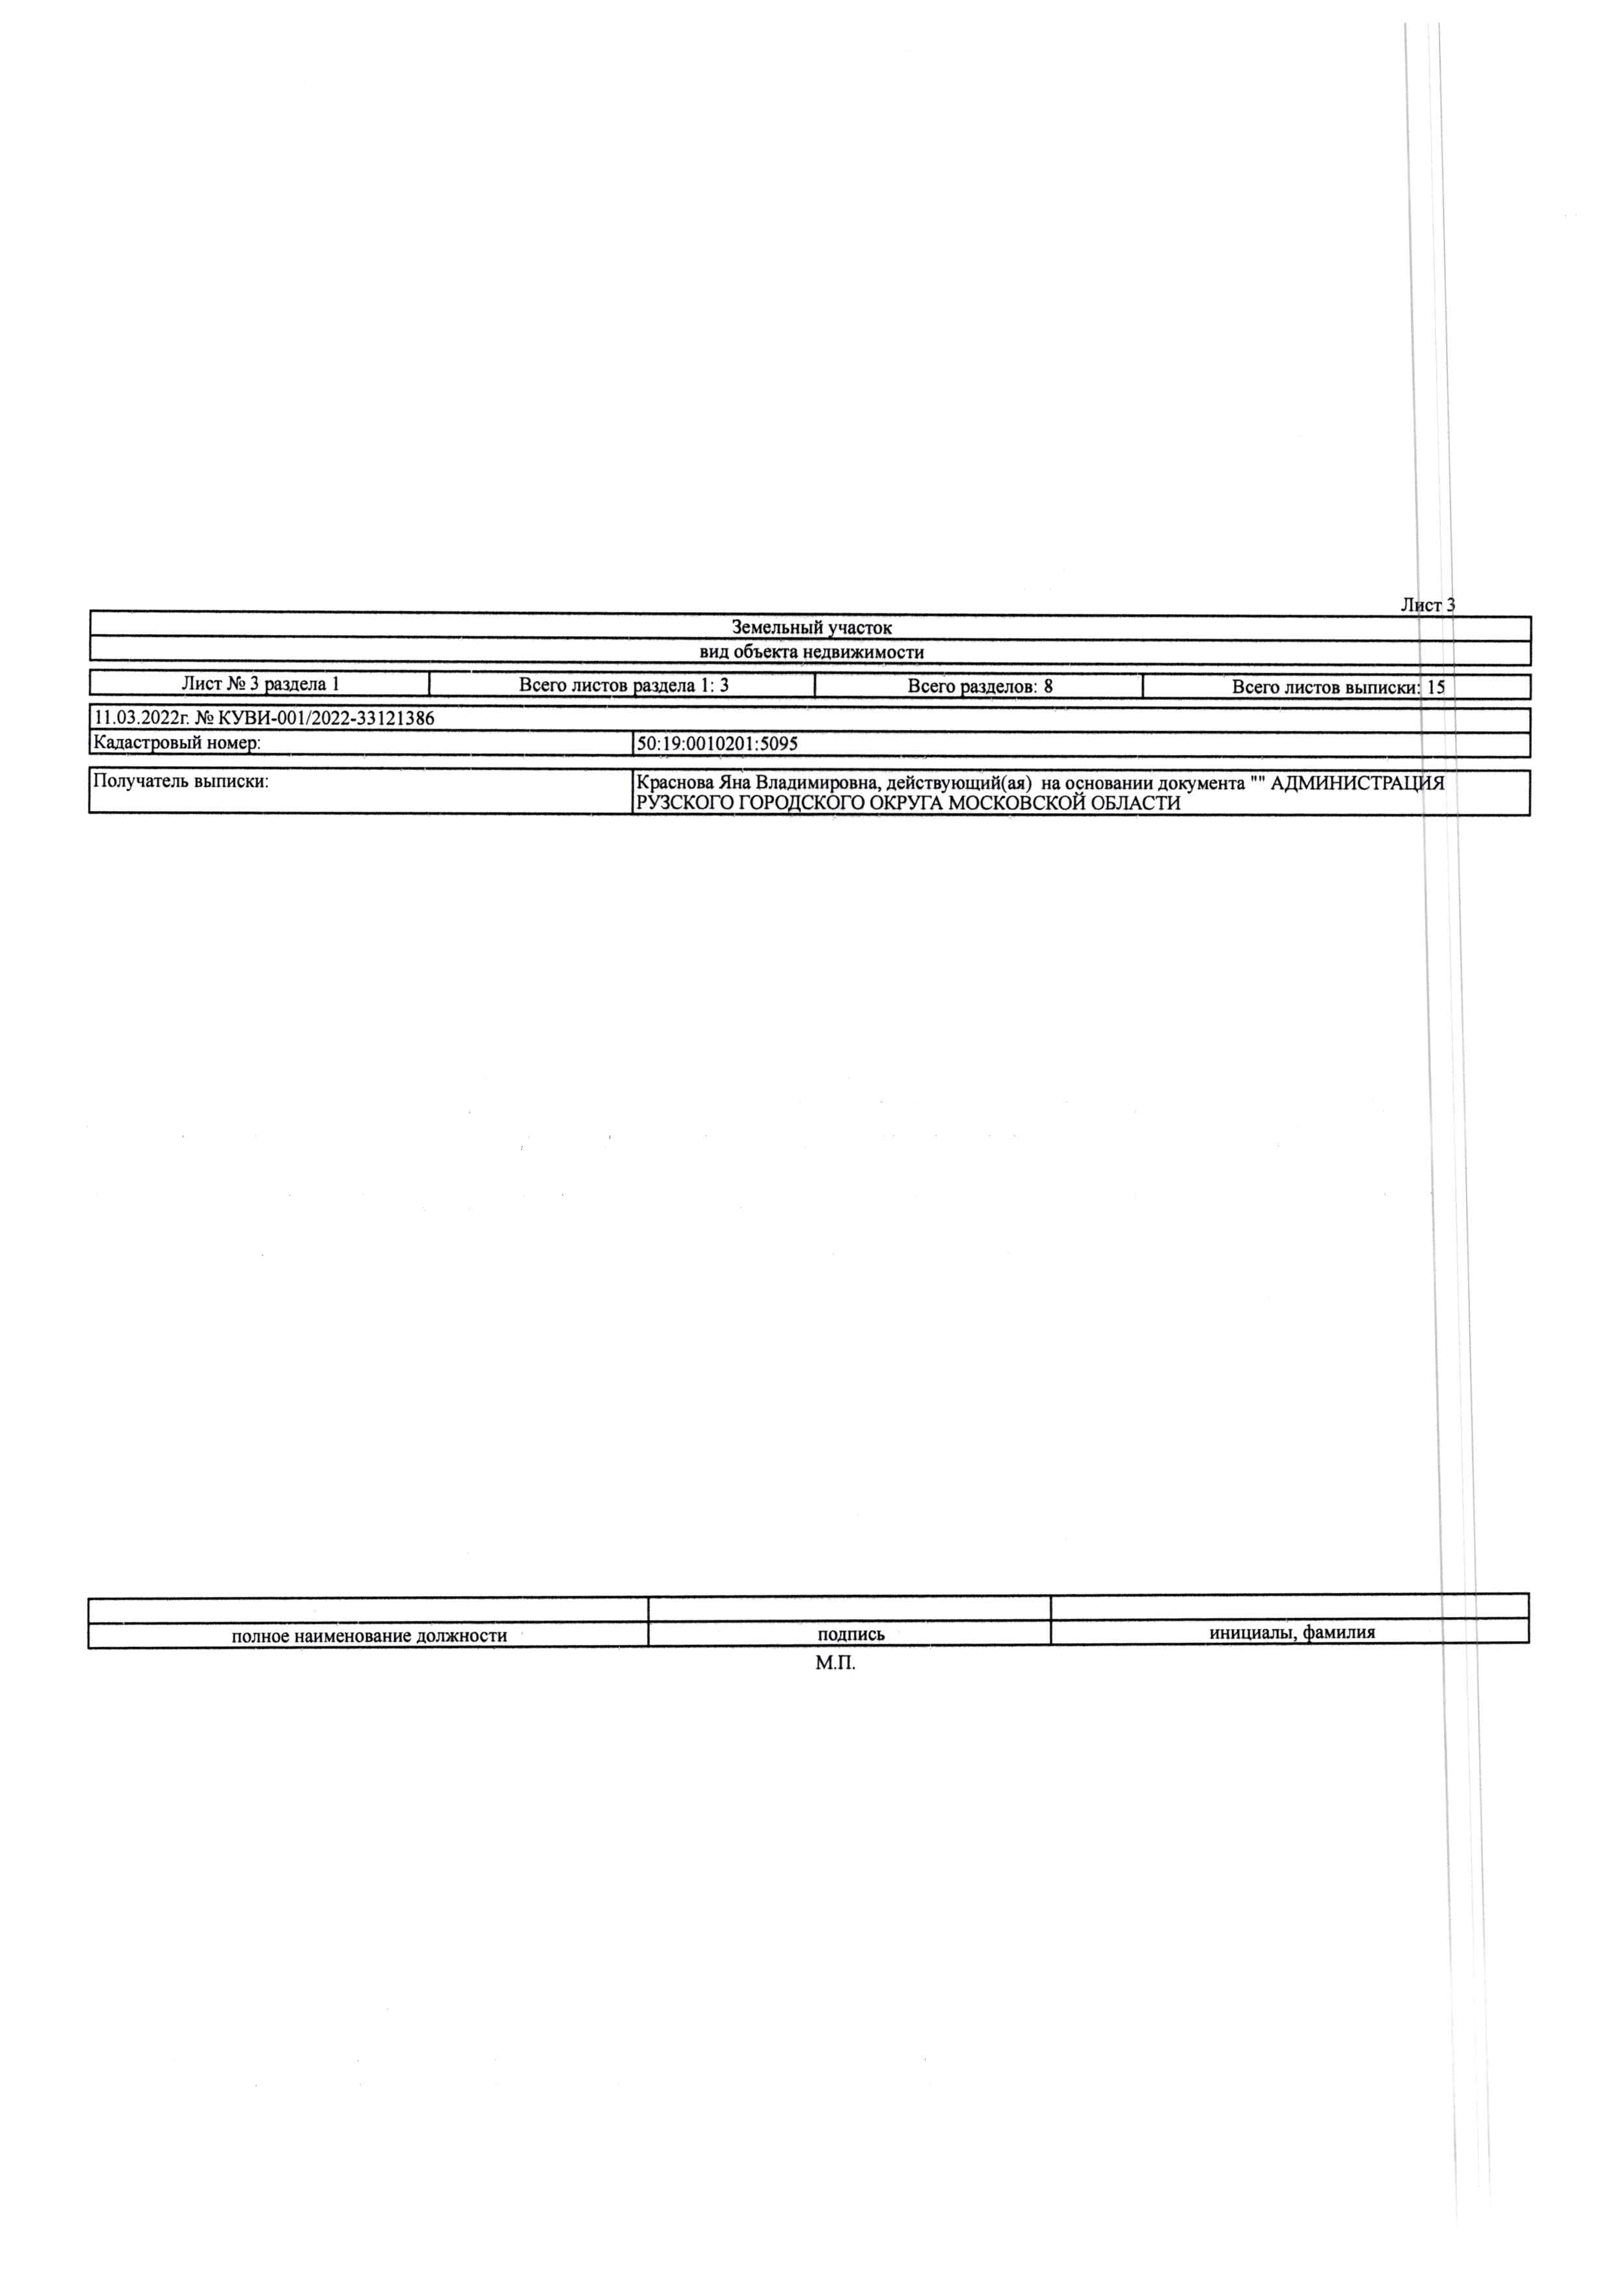 Лист 3
Земельный участок
вид объекта недвижимости
Лист № 3 раздела 1 Всего листов раздела 1: 3 Всего разделов: 8 Всего листов выписки: 15
11.03.2022г. № КУВИ-001/2022-33121386
Кадастровый номер: 50:19:0010201:5095
Получатель выписки: Краснова Яна Владимировна, действующий(ая) на основании документа "" АДМИНИСТРАЦИЯ
РУЗСКОГО ГОРОДСКОГО ОКРУГА МОСКОВСКОЙ ОБЛАСТИ
полное наименование должности подпись инициалы, фамилия
М.П.